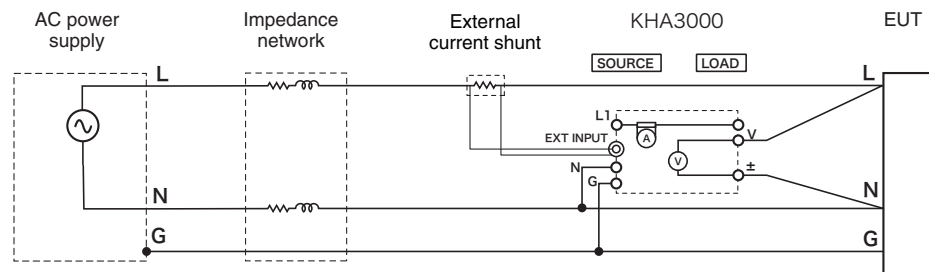 AC power
supply
Impedance
network
External
current shunt
KHA3000
EUT
SOURCE
LOAD
L
L
L1
A
V
EXT INPUT
V
N
±
G
N
N
G
G